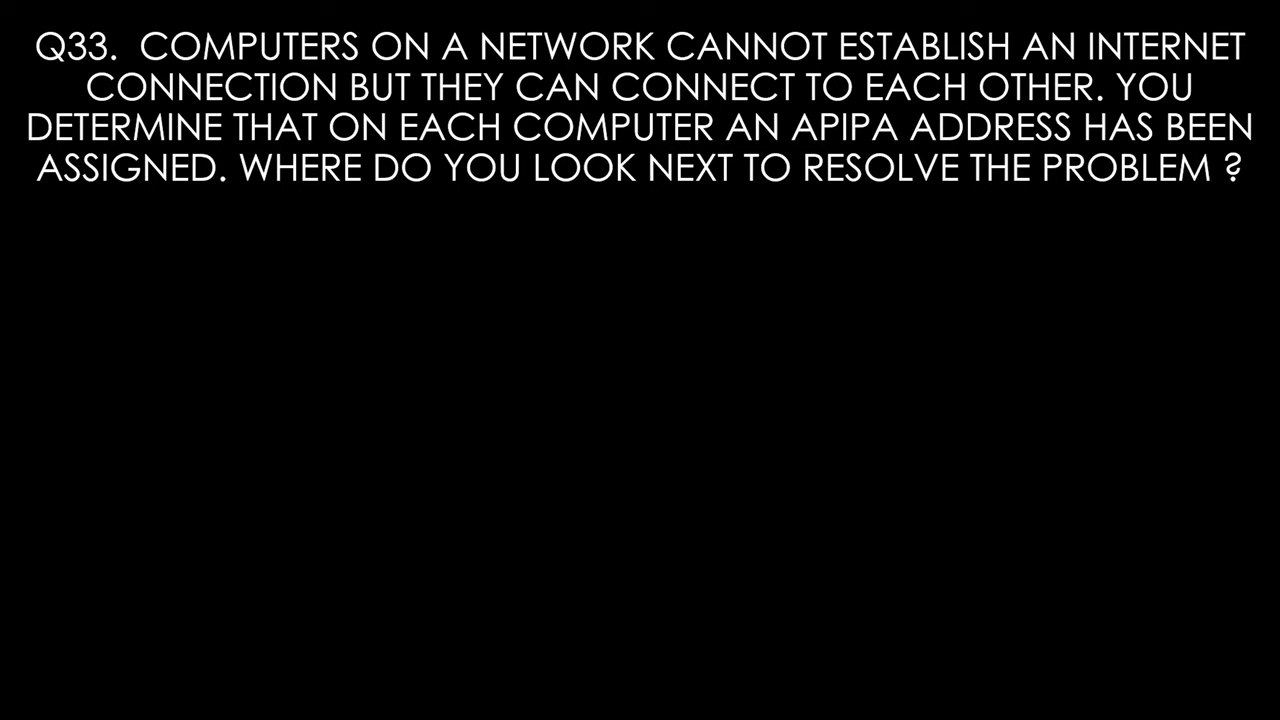 Q33.  COMPUTERS ON A NETWORK CANNOT ESTABLISH AN INTERNET
CONNECTION BUT THEY CAN CONNECT TO EACH OTHER. YOU
DETERMINE THAT ON EACH COMPUTER AN APIPA ADDRESS HAS BEEN
ASSIGNED. WHERE DO YOU LOOK NEXT TO RESOLVE THE PROBLEM ?